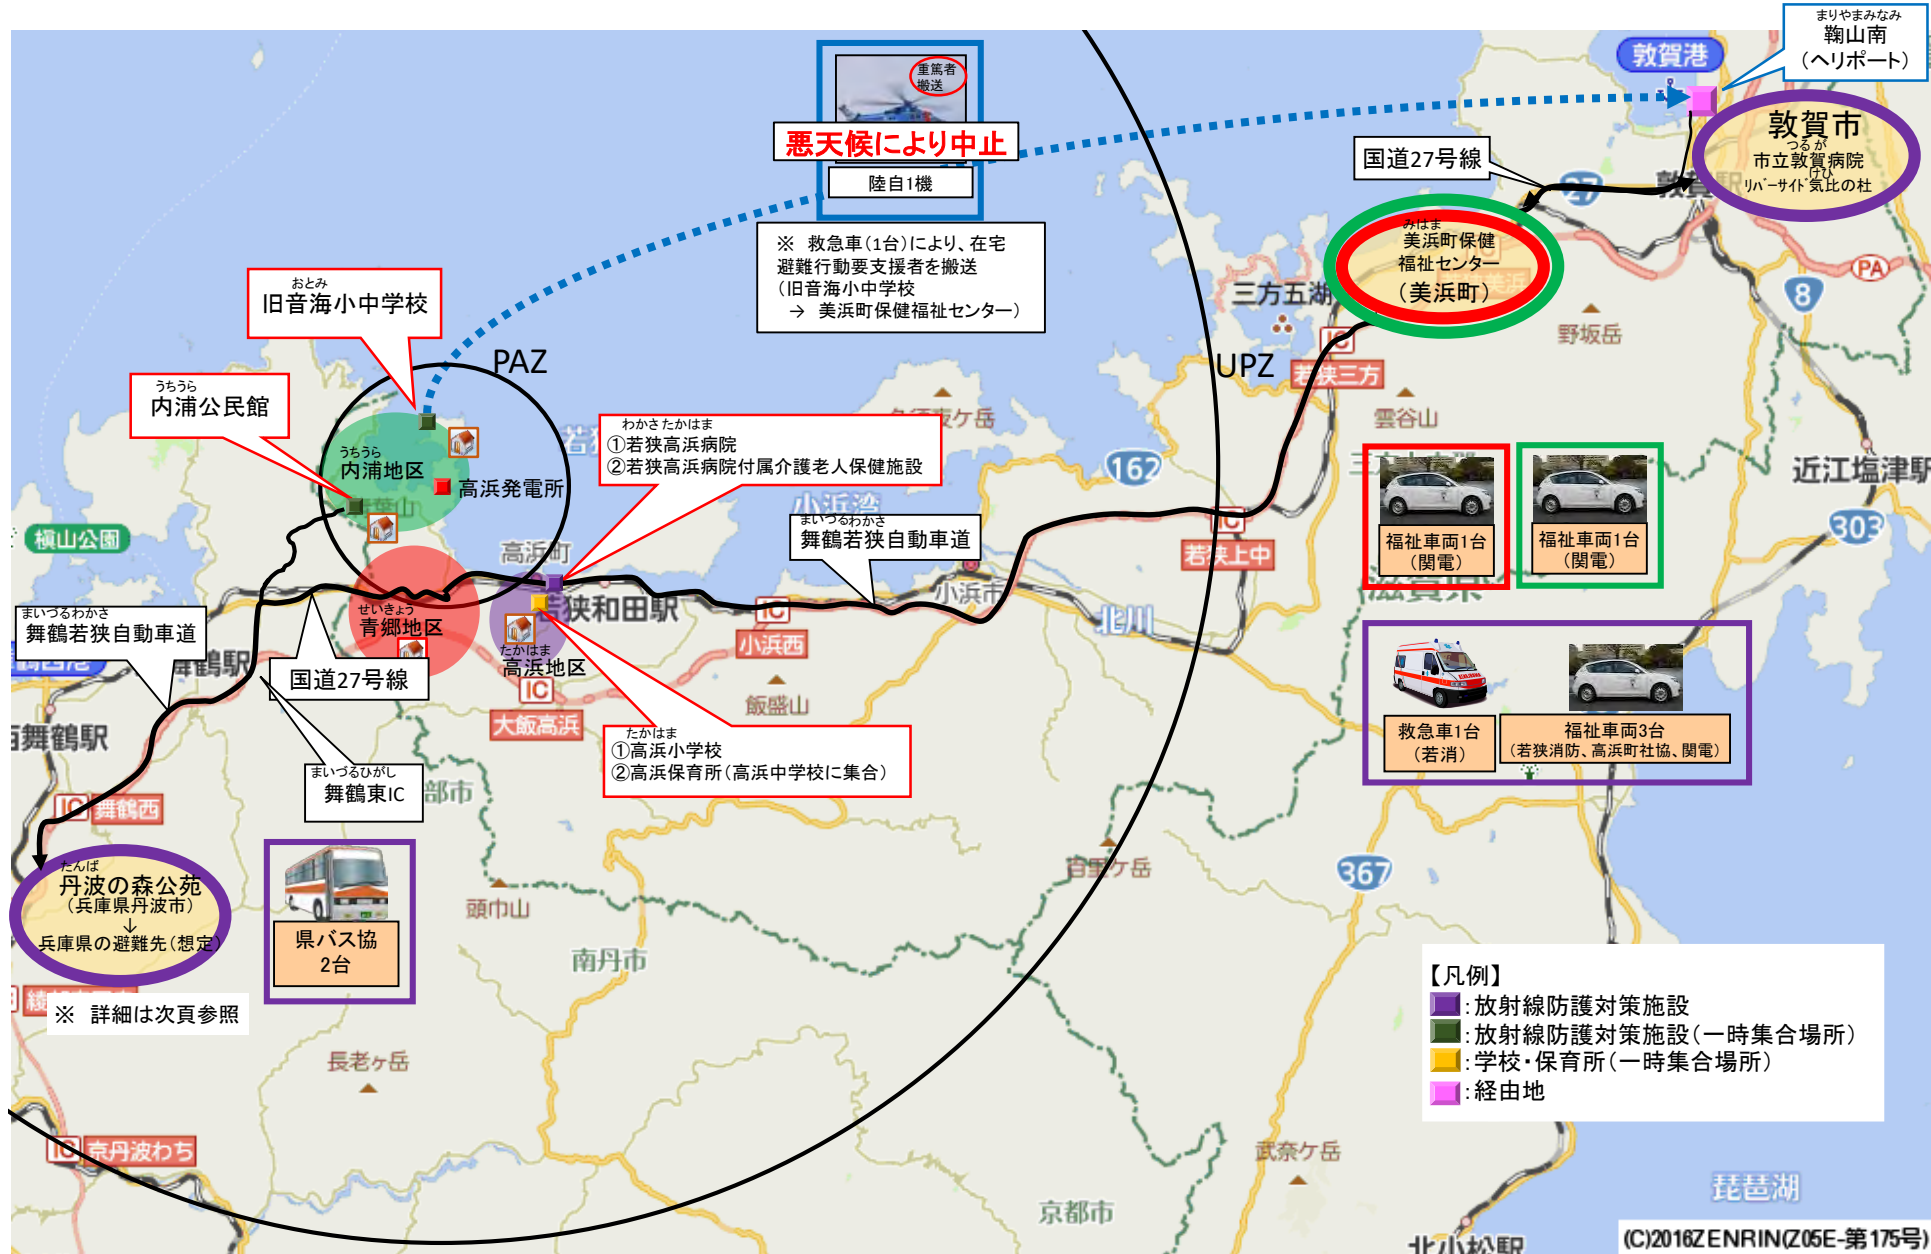 まりやまみなみ
鞠山南
(ヘリポート)
敦賀港
重篤者
搬送
悪天候により中止
陸自1機
敦賀市
つるが
市立敦賀病院
けひ
リバーサイド気比の杜
国道27号線
27
※ 救急車(1台)により、在宅
避難行動要支援者を搬送
(旧音海小中学校
→ 美浜町保健福祉センター)
みはま
美浜町保健
福祉センター
(美浜町)
おとみ
旧音海小中学校
三方五湖
PA
8
野坂岳
PAZ
UPZ
IC
若狭三方
雲谷山
うちうら
内浦公民館
うちうら
内浦地区
高浜発電所
わかさたかはま
①若狭高浜病院
②若狭高浜病院付属介護老人保健施設
162
近江塩津駅
303
槇山公園
高浜町
小浜湾
まいづるわかさ
舞鶴若狭自動車道
IC
若狭上中
福祉車両1台
(関電)
福祉車両1台
(関電)
滋賀県
小浜市
北川
若狭和田駅
IC
小浜西
せいきょう
青郷地区
まいづるわかさ
舞鶴若狭自動車道
国道27号線
たかはま
高浜地区
IC
大飯高浜
飯盛山
西舞鶴駅
たかはま
①高浜小学校
②高浜保育所(高浜中学校に集合)
まいづるひがし
舞鶴東IC
救急車1台
(若消)
福祉車両3台
(若狭消防、高浜町社協、関電)
IC
舞鶴西
たんば
丹波の森公苑
(兵庫県丹波市)
↓
兵庫県の避難先(想定)
県バス協
2台
頭巾山
百里ケ岳
367
南丹市
※ 詳細は次頁参照
【凡例】
:放射線防護対策施設
:放射線防護対策施設(一時集合場所)
:学校・保育所(一時集合場所)
:経由地
長老ケ岳
IC
京丹波わち
武奈ケ岳
京都市
琵琶湖
北小松駅
(C)2016ZENRIN(Z05E-第175号)